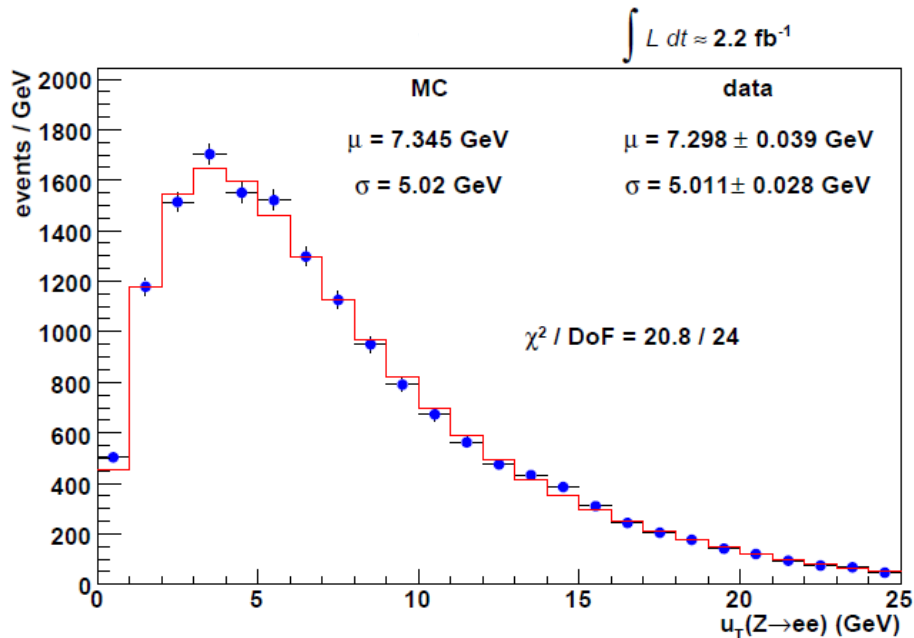 ∫ L dt ≈ 2.2 fb⁻¹
events / GeV
2000
1800
1600
1400
1200
1000
800
600
400
200
0
MC data
μ = 7.345 GeV μ = 7.298 ± 0.039 GeV
σ = 5.02 GeV σ = 5.011± 0.028 GeV
χ² / DoF = 20.8 / 24
0 5 10 15 20 25
u_T(Z→ee) (GeV)